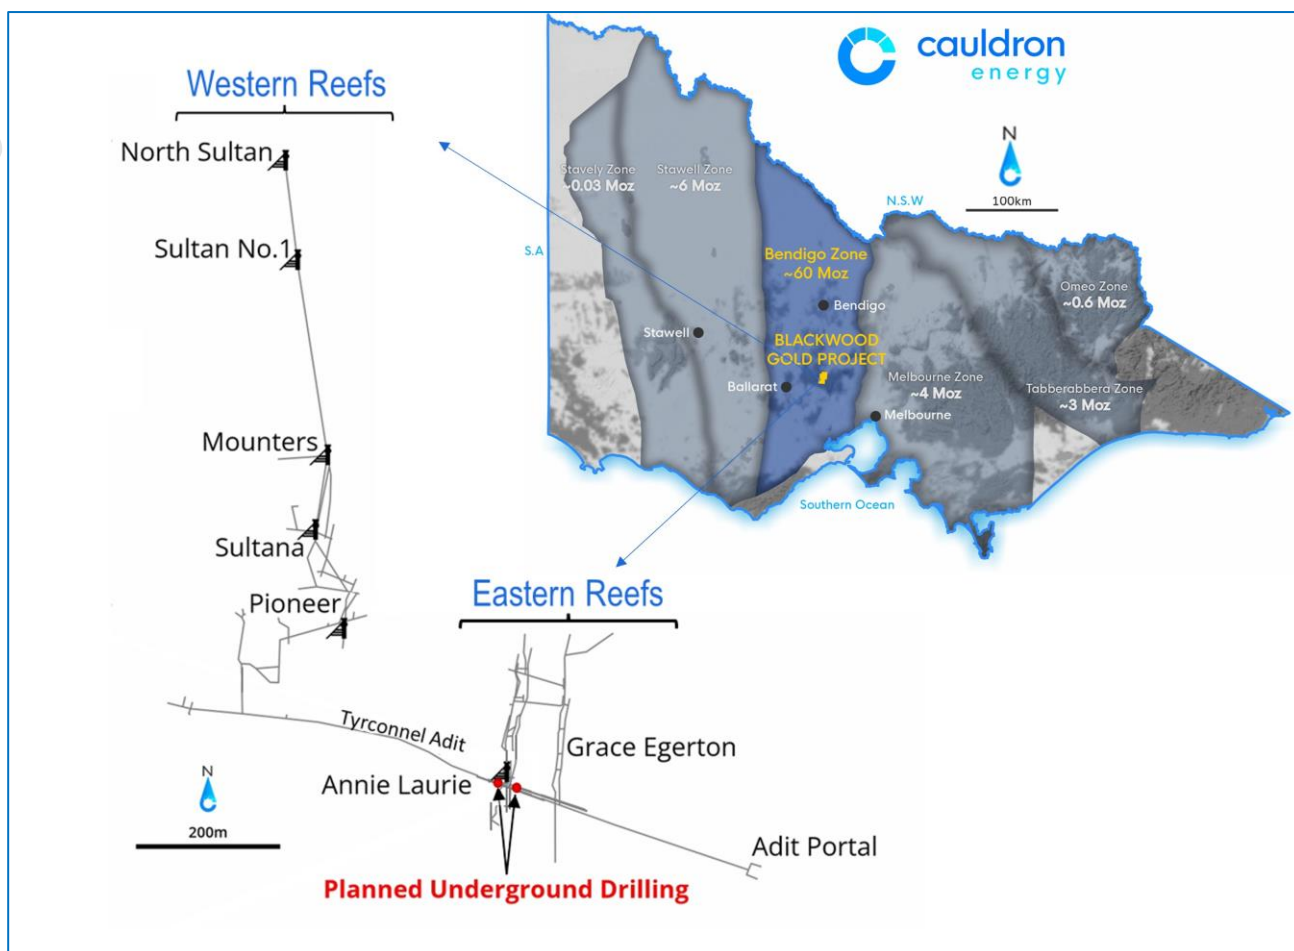 cauldron
energy
Western Reefs
North Sultan
Sultan No.1
Mounters
Sultana
Pioneer
N
100km
N.S.W
S.A
Stavely Zone
~0.03 Moz
Stawell Zone
~6 Moz
Bendigo Zone
~60 Moz
Bendigo
Stawell
BLACKWOOD
GOLD PROJECT
Ballarat
Melbourne Zone
~4 Moz
Melbourne
Omeo Zone
~0.6 Moz
Tabberabbera Zone
~3 Moz
Southern Ocean
Eastern Reefs
Tyrconnel Adit
Grace Egerton
Annie Laurie
N
200m
Adit Portal
Planned Underground Drilling